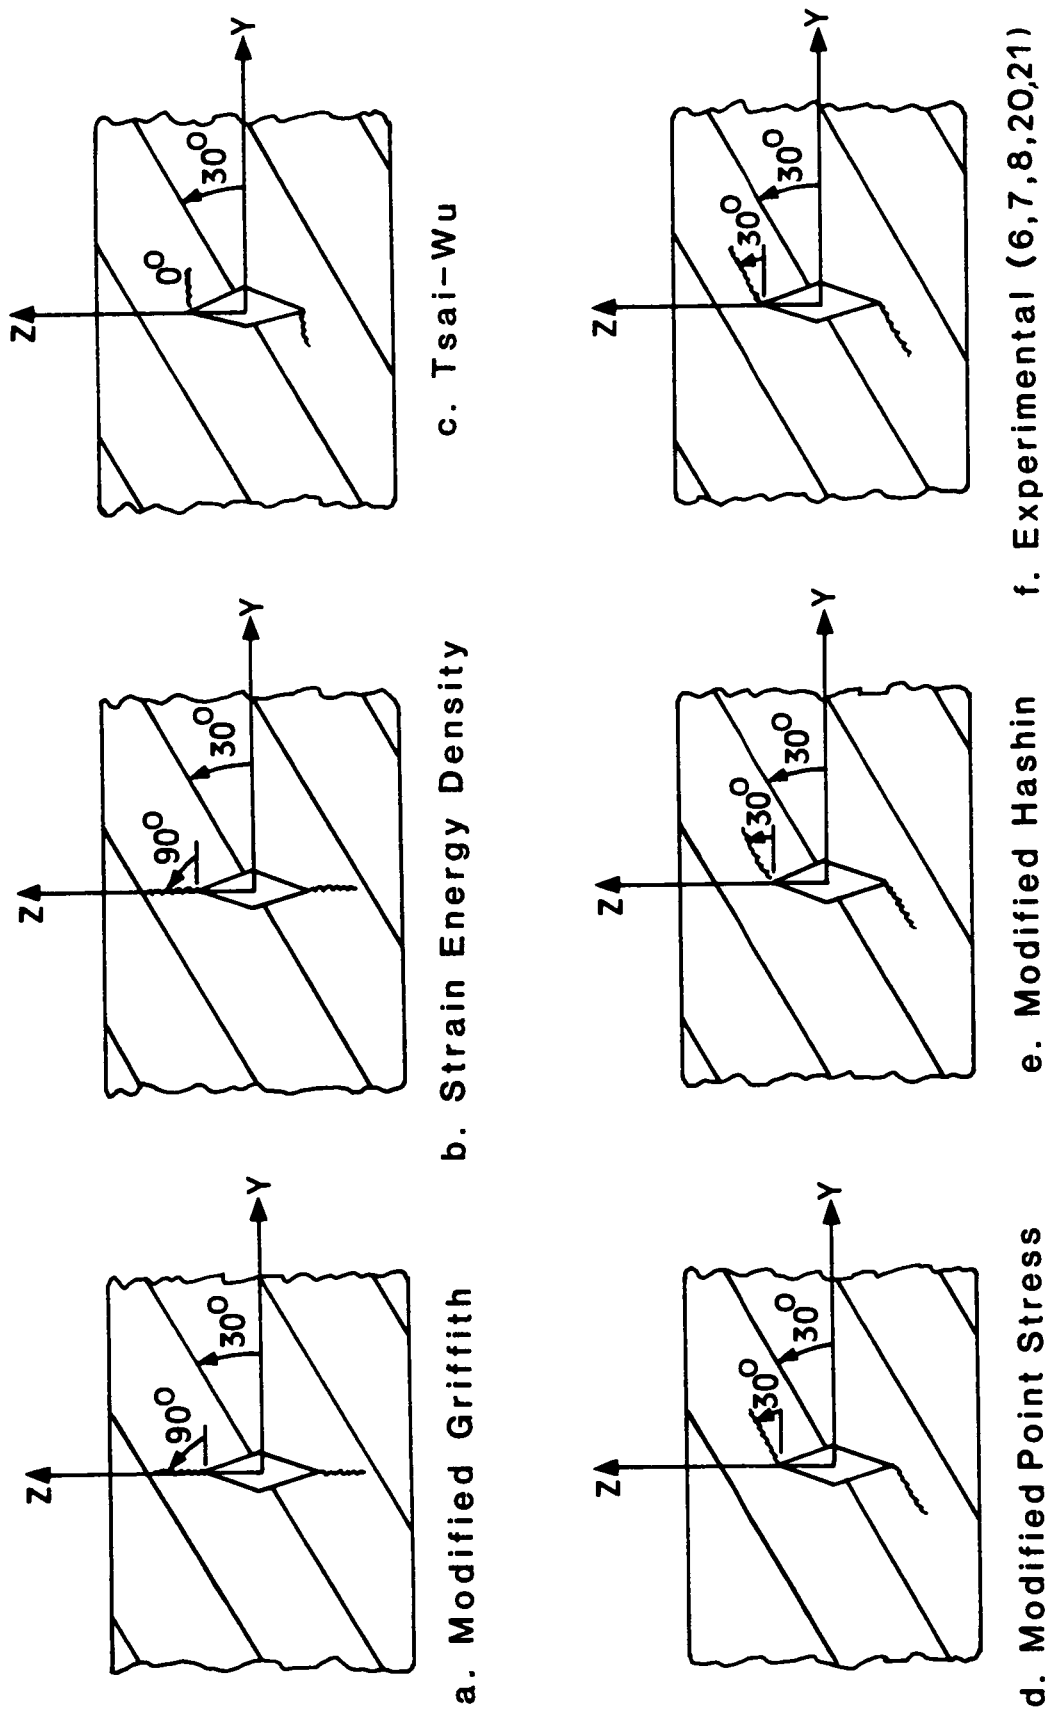 Z
90°
30°
Y
a. Modified Griffith
Z
90°
30°
Y
b. Strain Energy Density
Z
0°
30°
Y
c. Tsai-Wu
Z
30°
30°
Y
d. Modified Point Stress
Z
30°
30°
Y
e. Modified Hashin
Z
30°
30°
Y
f. Experimental (6,7,8,20,21)